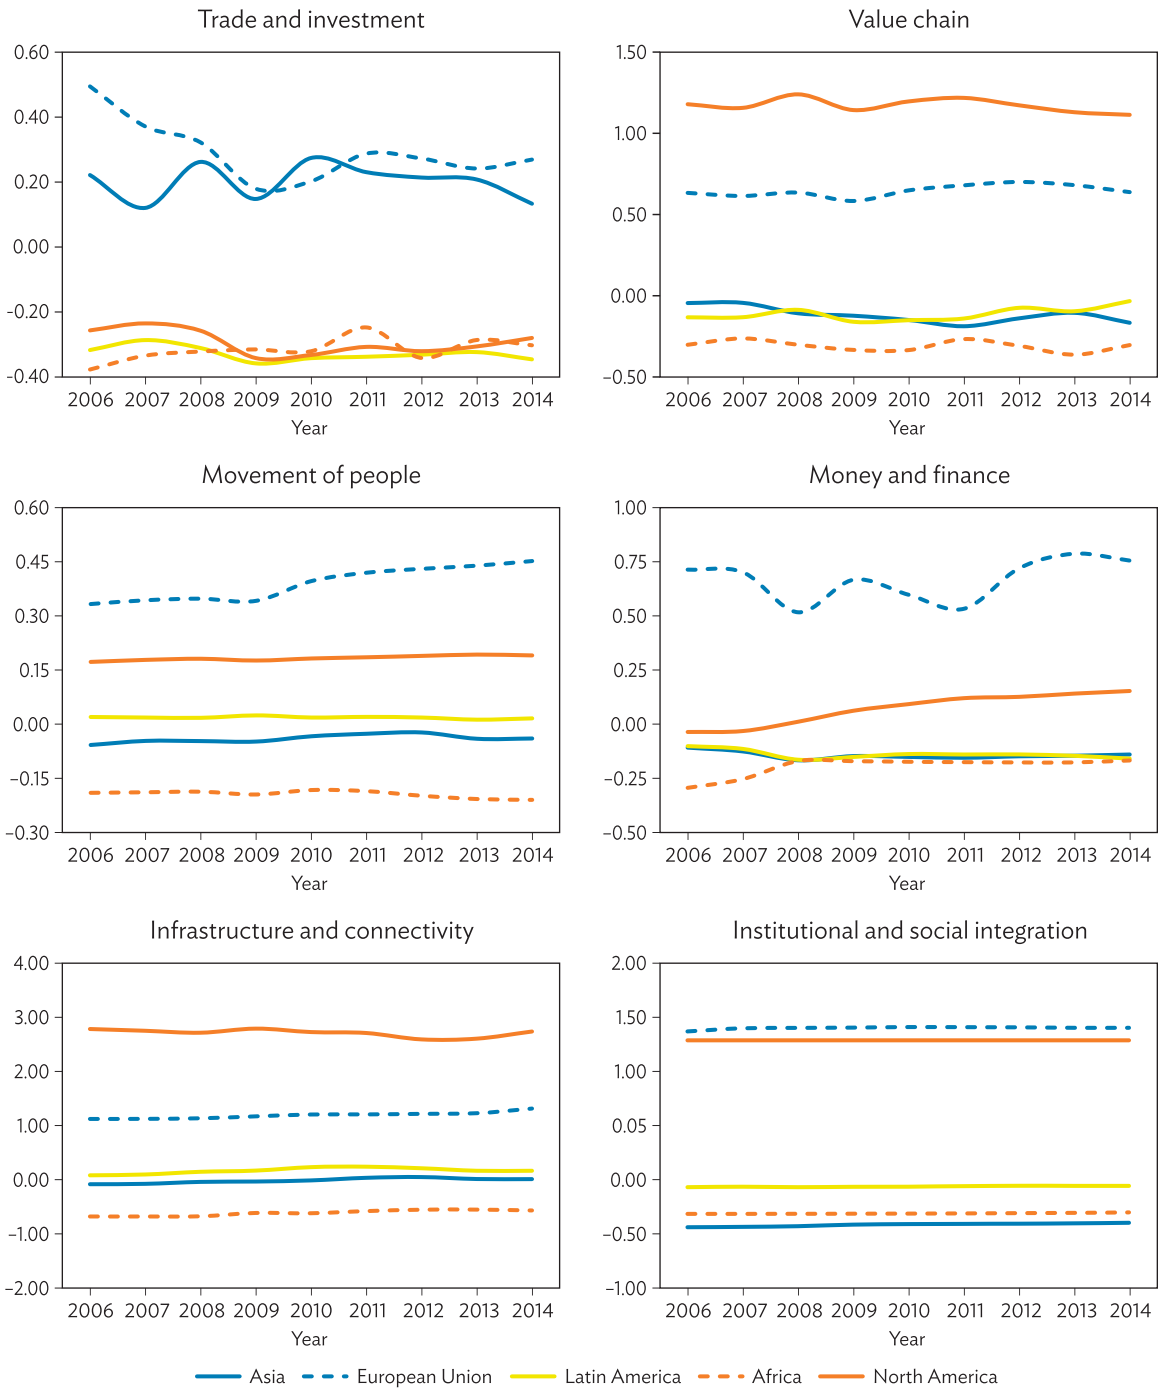 Trade and investment
0.60
0.40
0.20
0.00
-0.20
-0.40
2006 2007 2008 2009 2010 2011 2012 2013 2014
Year
Value chain
1.50
1.00
0.50
0.00
–0.50
2006 2007 2008 2009 2010 2011 2012 2013 2014
Year
Movement of people
0.60
0.45
0.30
0.15
0.00
–0.15
–0.30
2006 2007 2008 2009 2010 2011 2012 2013 2014
Year
Money and finance
1.00
0.75
0.50
0.25
0.00
–0.25
–0.50
2006 2007 2008 2009 2010 2011 2012 2013 2014
Year
Infrastructure and connectivity
4.00
3.00
2.00
1.00
0.00
–1.00
–2.00
2006 2007 2008 2009 2010 2011 2012 2013 2014
Year
Institutional and social integration
2.00
1.50
1.00
0.05
0.00
–0.50
–1.00
2006 2007 2008 2009 2010 2011 2012 2013 2014
Year
Asia European Union Latin America Africa North America